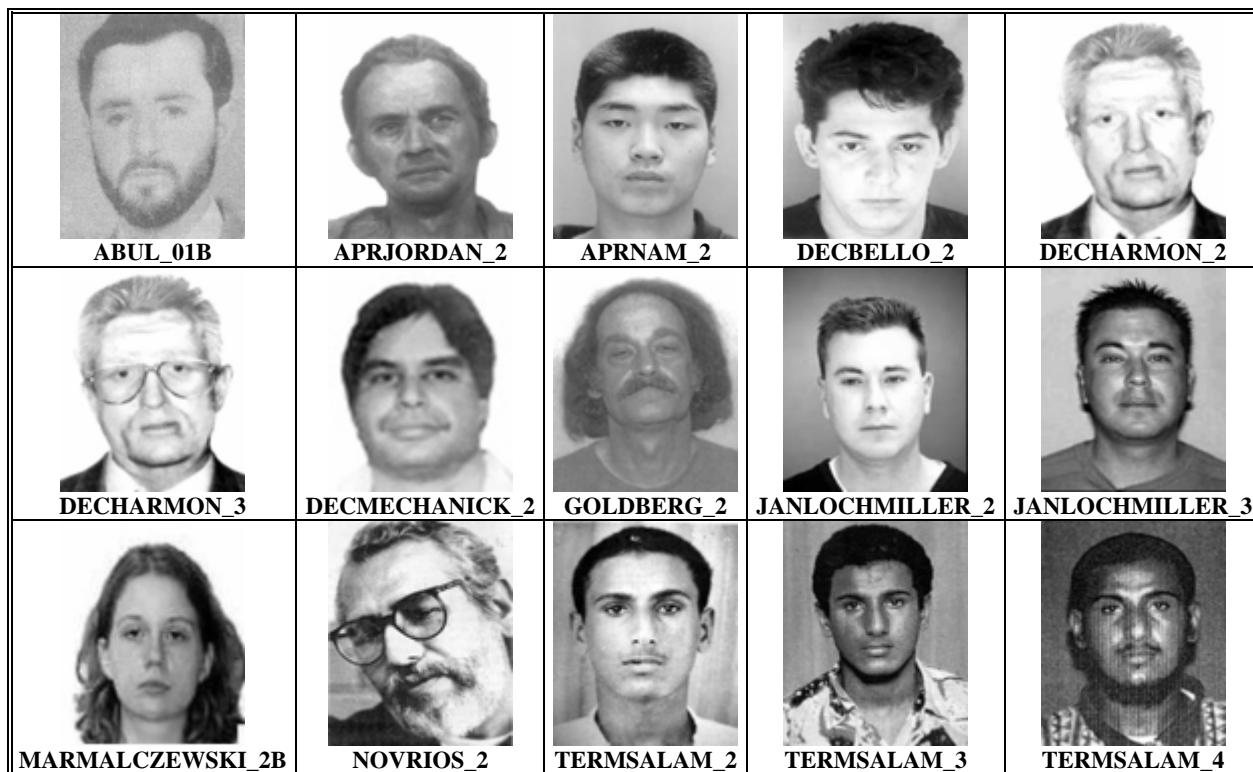 ABUL_01B
APRJORDAN_2
APRNAM_2
DECBELLO_2
DECHARMON_2
DECHARMON_3
DECMECHANICK_2
GOLDBERG_2
JANLOCHMILLER_2
JANLOCHMILLER_3
MARMALCZEWSKI_2B
NOVRIOS_2
TERMSALAM_2
TERMSALAM_3
TERMSALAM_4